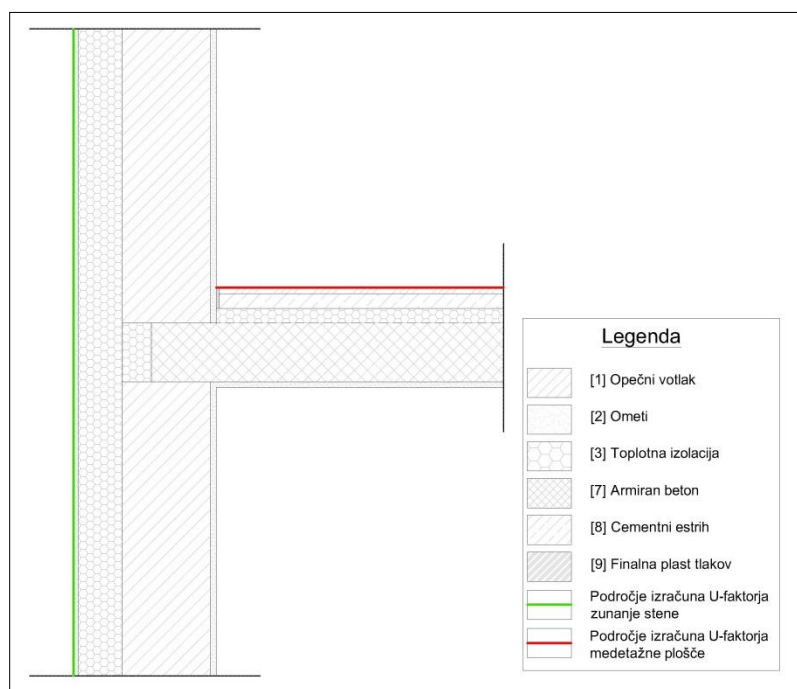 Legenda
[1] Opečni votlak
[2] Ometi
[3] Toplotna izolacija
[7] Armiran beton
[8] Cementni estrih
[9] Finalna plast tlakov
Področje izračuna U-faktorja
zunanje stene
Področje izračuna U-faktorja
medetažne plošče